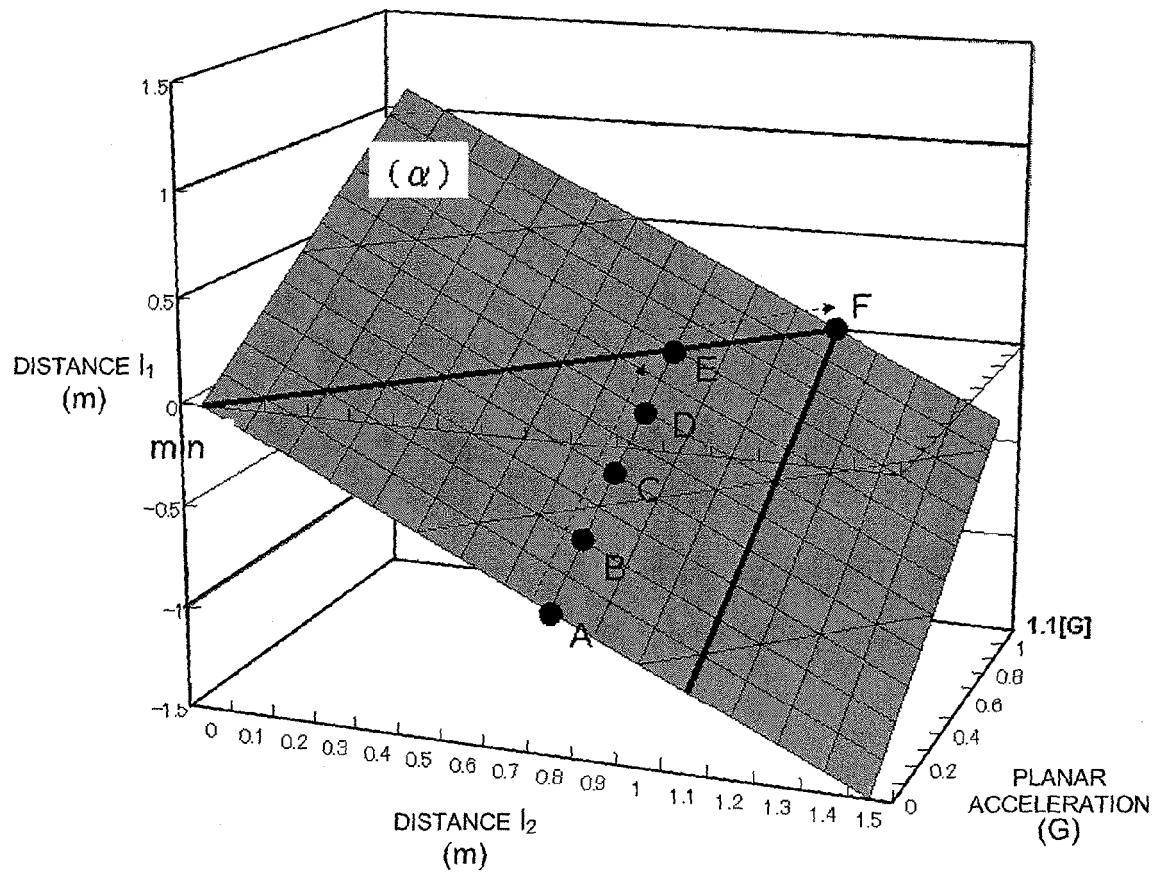 1.5
1
0.5
0
−0.5
−1
−1.5
DISTANCE l₁
(m)
min
(α)
F
E
D
C
B
A
0 0.1 0.2 0.3 0.4 0.5 0.6 0.7 0.8 0.9 1 1.1 1.2 1.3 1.4 1.5
DISTANCE l₂
(m)
1.1[G]
1
0.8
0.6
0.4
0.2
0
PLANAR
ACCELERATION
(G)